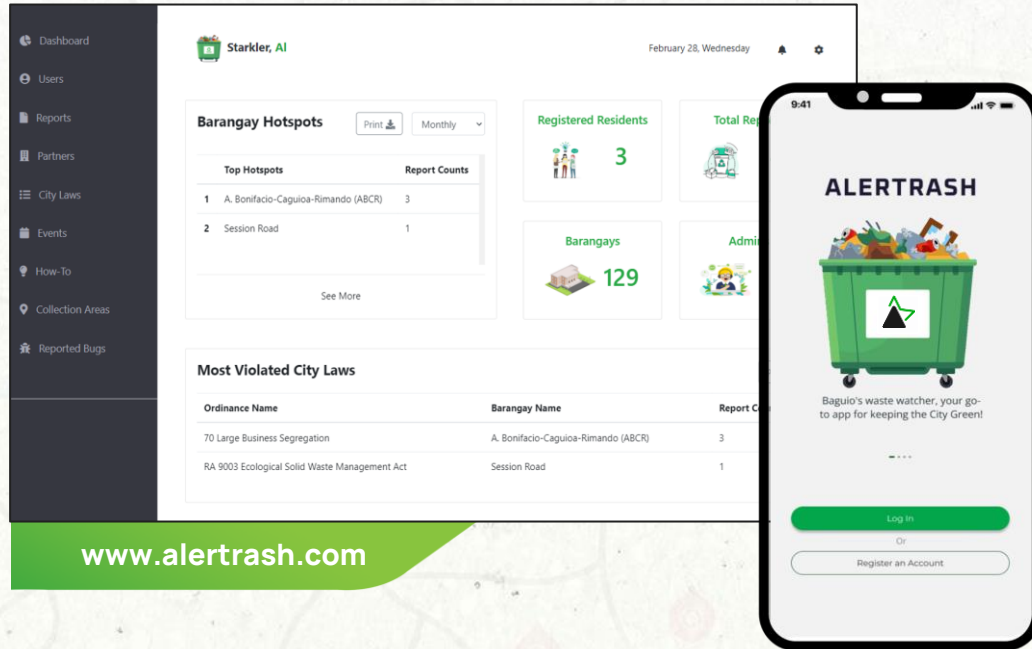 Dashboard
Users
Reports
Partners
City Laws
Events
How-To
Collection Areas
Reported Bugs
Starkler, Al
February 28, Wednesday
Barangay Hotspots
Print
Monthly
Top Hotspots Report Counts
1 A. Bonifacio-Caguioa-Rimando (ABCR) 3
2 Session Road 1
See More
Registered Residents
3
Total Rep
Barangays
129
Admi
Most Violated City Laws
Ordinance Name Barangay Name Report Co
70 Large Business Segregation A. Bonifacio-Caguioa-Rimando (ABCR) 3
RA 9003 Ecological Solid Waste Management Act Session Road 1
www.alertrash.com
9:41
ALERTRASH
Baguio's waste watcher, your go-
to app for keeping the City Green!
Log In
Or
Register an Account